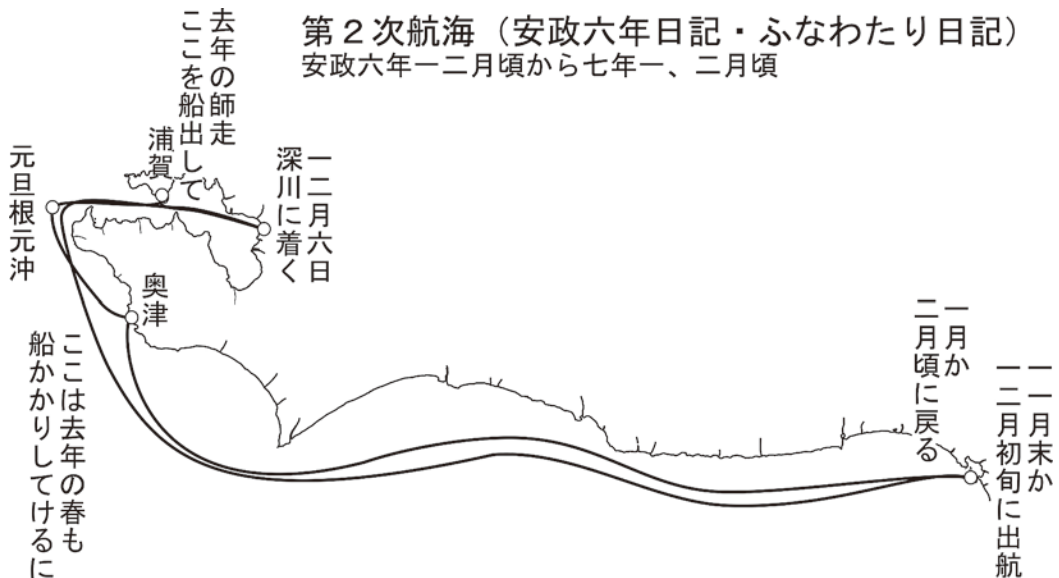 第２次航海（安政六年日記・ふなわたり日記）
安政六年一二月頃から七年一、二月頃
一一月末か
一二月初旬に出航
一月か
二月頃に戻る
一二月六日
深川に着く
去年の師走
ここを船出して
浦賀
奥津
元旦根元沖
ここは去年の春も
船かかりしてけるに